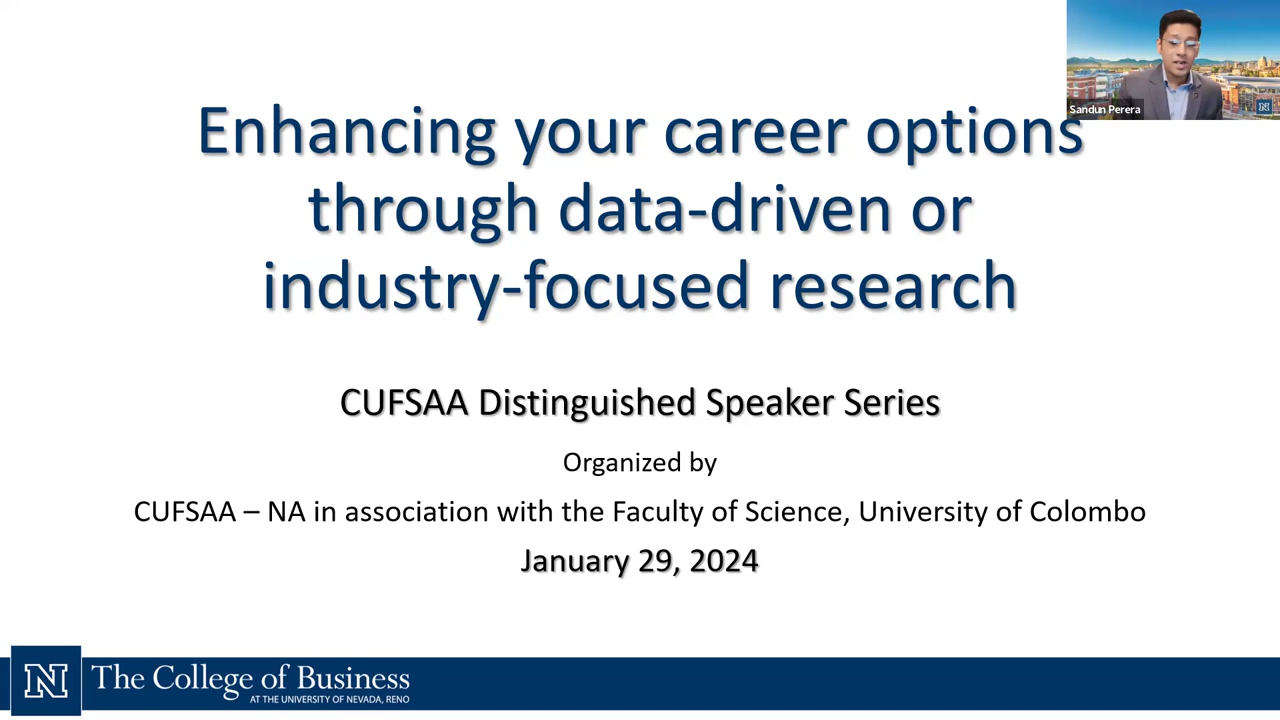 Sandun Perera
Enhancing your career options
through data-driven or
industry-focused research
CUFSAA Distinguished Speaker Series
Organized by
CUFSAA – NA in association with the Faculty of Science, University of Colombo
January 29, 2024
N
The College of Business
AT THE UNIVERSITY OF NEVADA, RENO